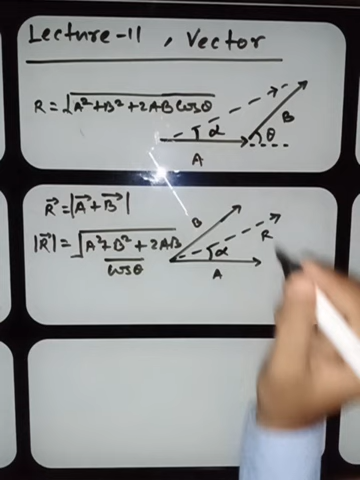 Lecture-11, Vector
R = √A²+B²+2AB cosθ
α
B
θ
A
R⃗ = |A⃗+B⃗|
|R⃗| = √A²+B²+2AB
cosθ
B
R
α
A